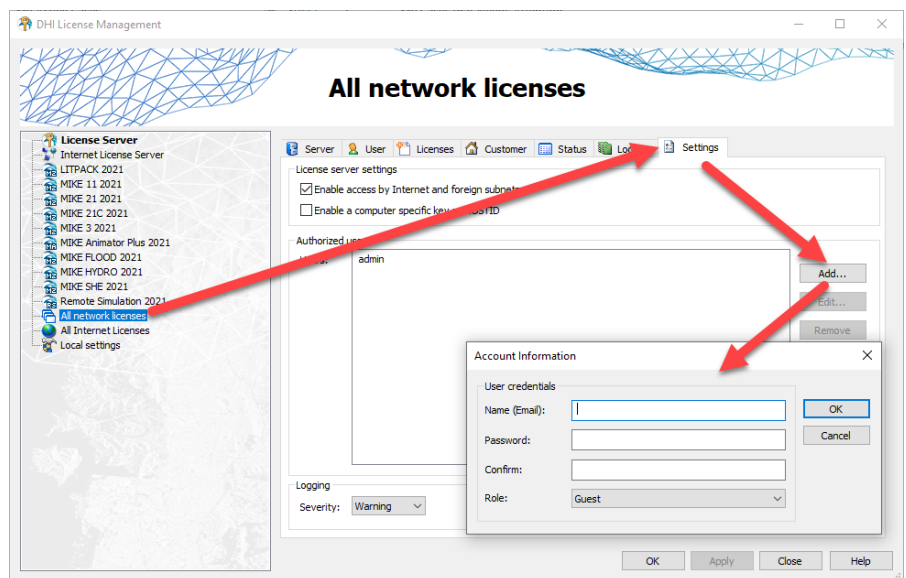 DHI License Management
All network licenses
License Server
Internet License Server
LITPACK 2021
MIKE 11 2021
MIKE 21 2021
MIKE 21C 2021
MIKE 3 2021
MIKE Animator Plus 2021
MIKE FLOOD 2021
MIKE HYDRO 2021
MIKE SHE 2021
Remote Simulation 2021
All network licenses
All Internet Licenses
Local settings
Server User Licenses Customer Status Settings
License server settings
Enable access by Internet and foreign subnets
Enable a computer specific key
Authorized
admin
Add...
Edit...
Remove
Account Information
User credentials
Name (Email):
Password:
Confirm:
Role: Guest
OK
Cancel
Logging
Severity: Warning
OK Apply Close Help